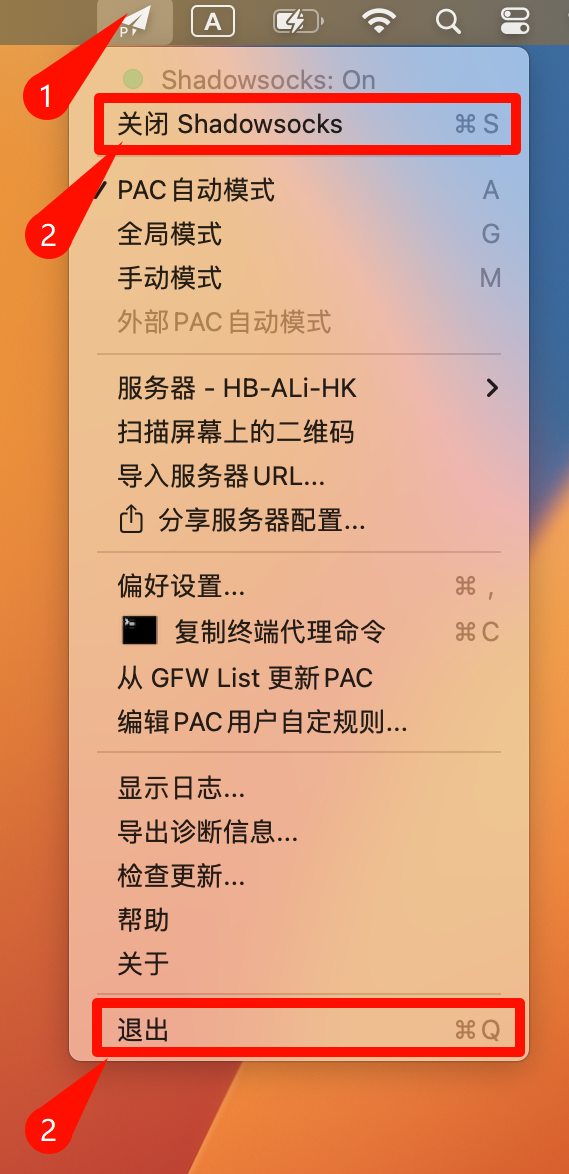 P
A
1
Shadowsocks: On
关闭 Shadowsocks ⌘ S
2
✓ PAC自动模式 A
全局模式 G
手动模式 M
外部PAC自动模式
服务器 - HB-ALi-HK
扫描屏幕上的二维码
导入服务器URL...
分享服务器配置...
偏好设置... ⌘ ,
复制终端代理命令 ⌘ C
从 GFW List 更新PAC
编辑PAC用户自定规则...
显示日志...
导出诊断信息...
检查更新...
帮助
关于
退出 ⌘ Q
2